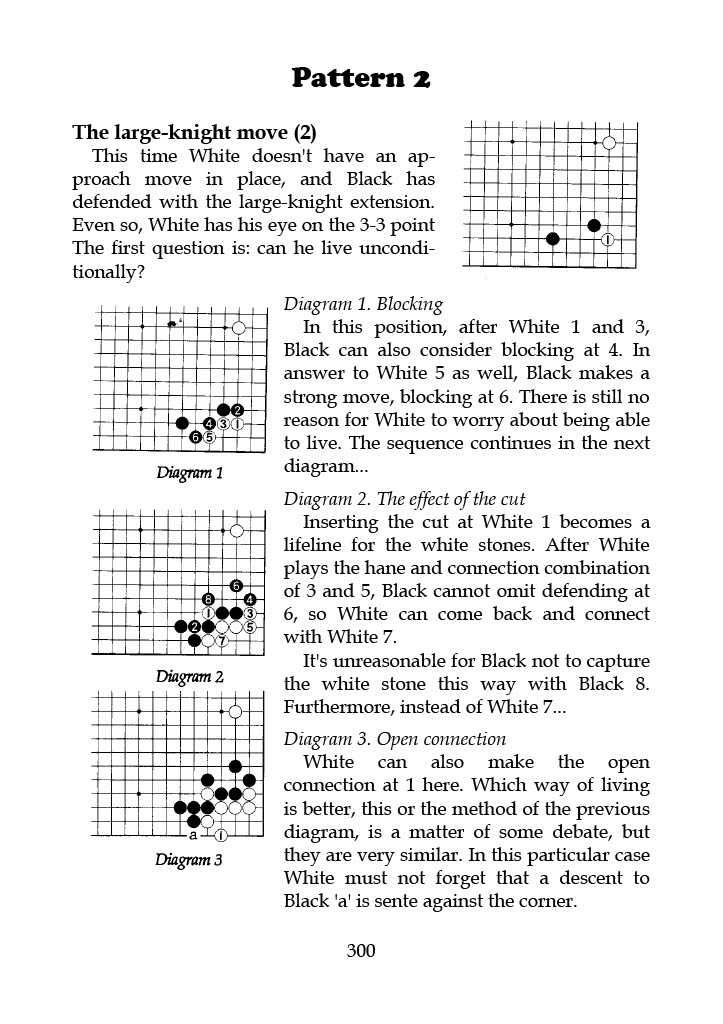 Pattern 2
The large-knight move (2)
This time White doesn't have an ap-
proach move in place, and Black has
defended with the large-knight extension.
Even so, White has his eye on the 3-3 point
The first question is: can he live uncondi-
tionally?
1
Diagram 1. Blocking
In this position, after White 1 and 3,
Black can also consider blocking at 4. In
answer to White 5 as well, Black makes a
strong move, blocking at 6. There is still no
reason for White to worry about being able
to live. The sequence continues in the next
diagram...
2
4 3 1
6 5
Diagram 1
Diagram 2. The effect of the cut
Inserting the cut at White 1 becomes a
lifeline for the white stones. After White
plays the hane and connection combination
of 3 and 5, Black cannot omit defending at
6, so White can come back and connect
with White 7.
It's unreasonable for Black not to capture
the white stone this way with Black 8.
Furthermore, instead of White 7...
6
8 4
1 3
2 5
7
Diagram 2
Diagram 3. Open connection
White can also make the open
connection at 1 here. Which way of living
is better, this or the method of the previous
diagram, is a matter of some debate, but
they are very similar. In this particular case
White must not forget that a descent to
Black 'a' is sente against the corner.
a 1
Diagram 3
300